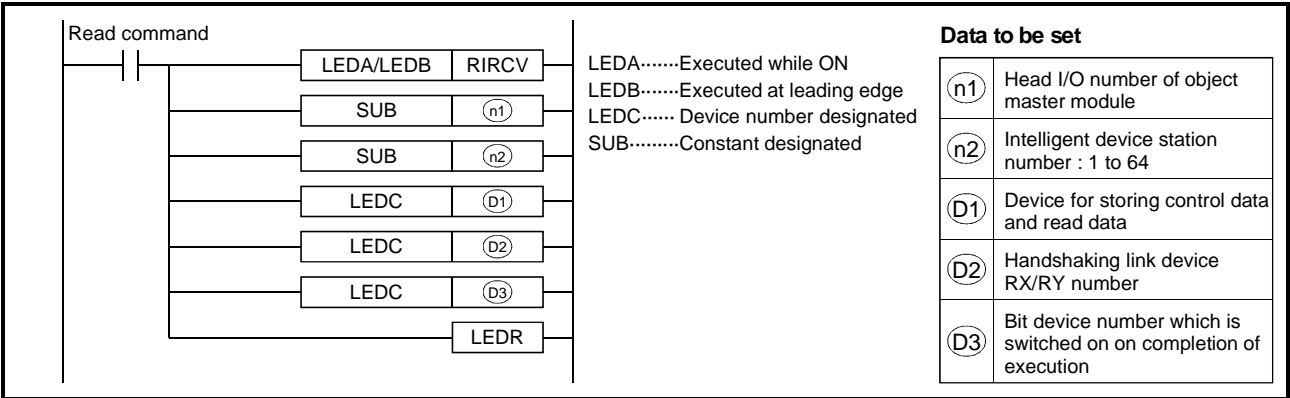 Read command
LEDA/LEDB RIRCV
SUB n1
SUB n2
LEDC D1
LEDC D2
LEDC D3
LEDR
LEDA·······Executed while ON
LEDB·······Executed at leading edge
LEDC······ Device number designated
SUB·········Constant designated
Data to be set
n1 Head I/O number of object
master module
n2 Intelligent device station
number : 1 to 64
D1 Device for storing control data
and read data
D2 Handshaking link device
RX/RY number
D3 Bit device number which is
switched on on completion of
execution